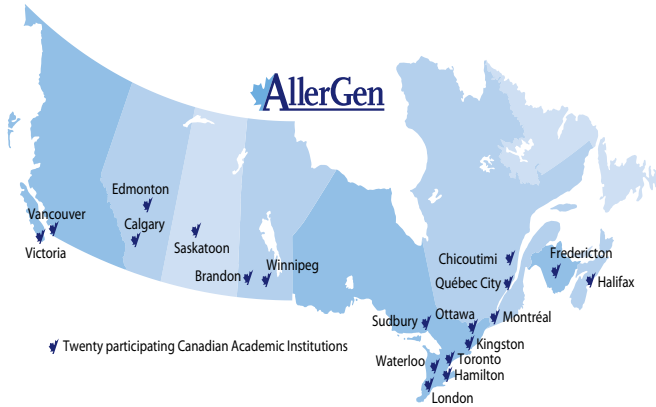 AllerGen
Edmonton
Vancouver
Calgary
Victoria
Saskatoon
Brandon
Winnipeg
Chicoutimi
Fredericton
Québec City
Halifax
Sudbury
Ottawa
Montréal
Kingston
Twenty participating Canadian Academic Institutions
Waterloo
Toronto
Hamilton
London